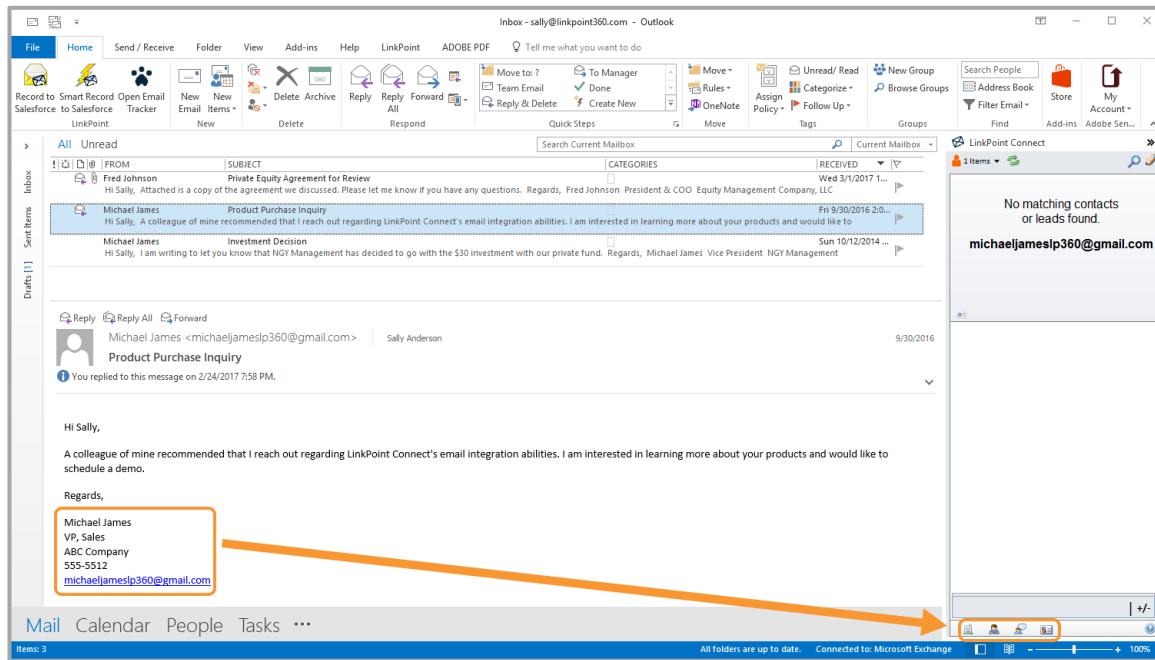 Inbox - sally@linkpoint360.com - Outlook
File Home Send / Receive Folder View Add-ins Help LinkPoint ADOBE PDF Tell me what you want to do
Record to Salesforce
Smart Record to Salesforce
Open Email Tracker
LinkPoint
New Email
New Items
New
Delete
Archive
Delete
Reply
Reply All
Forward
Respond
Move to: ?
Team Email
Reply & Delete
To Manager
Done
Create New
Quick Steps
Move
Rules
OneNote
Move
Assign Policy
Unread/ Read
Categorize
Follow Up
Tags
New Group
Browse Groups
Groups
Search People
Address Book
Filter Email
Find
Store
Add-ins
My Account
Adobe Sen...
All Unread
Search Current Mailbox Current Mailbox
FROM SUBJECT CATEGORIES RECEIVED
Fred Johnson Private Equity Agreement for Review Wed 3/1/2017 1...
Hi Sally, Attached is a copy of the agreement we discussed. Please let me know if you have any questions. Regards, Fred Johnson President & COO Equity Management Company, LLC
Michael James Product Purchase Inquiry Fri 9/30/2016 2:0...
Hi Sally, A colleague of mine recommended that I reach out regarding LinkPoint Connect's email integration abilities. I am interested in learning more about your products and would like to
Michael James Investment Decision Sun 10/12/2014 ...
Hi Sally, I am writing to let you know that NGY Management has decided to go with the $30 investment with our private fund. Regards, Michael James Vice President NGY Management
Inbox
Sent Items
Drafts [1]
Reply Reply All Forward
Michael James <michaeljameslp360@gmail.com> Sally Anderson 9/30/2016
Product Purchase Inquiry
You replied to this message on 2/24/2017 7:58 PM.
Hi Sally,
A colleague of mine recommended that I reach out regarding LinkPoint Connect's email integration abilities. I am interested in learning more about your products and would like to
schedule a demo.
Regards,
Michael James
VP, Sales
ABC Company
555-5512
michaeljameslp360@gmail.com
LinkPoint Connect
1 Items
No matching contacts
or leads found.
michaeljameslp360@gmail.com
+/-
Mail Calendar People Tasks
Items: 3 All folders are up to date. Connected to: Microsoft Exchange 100%